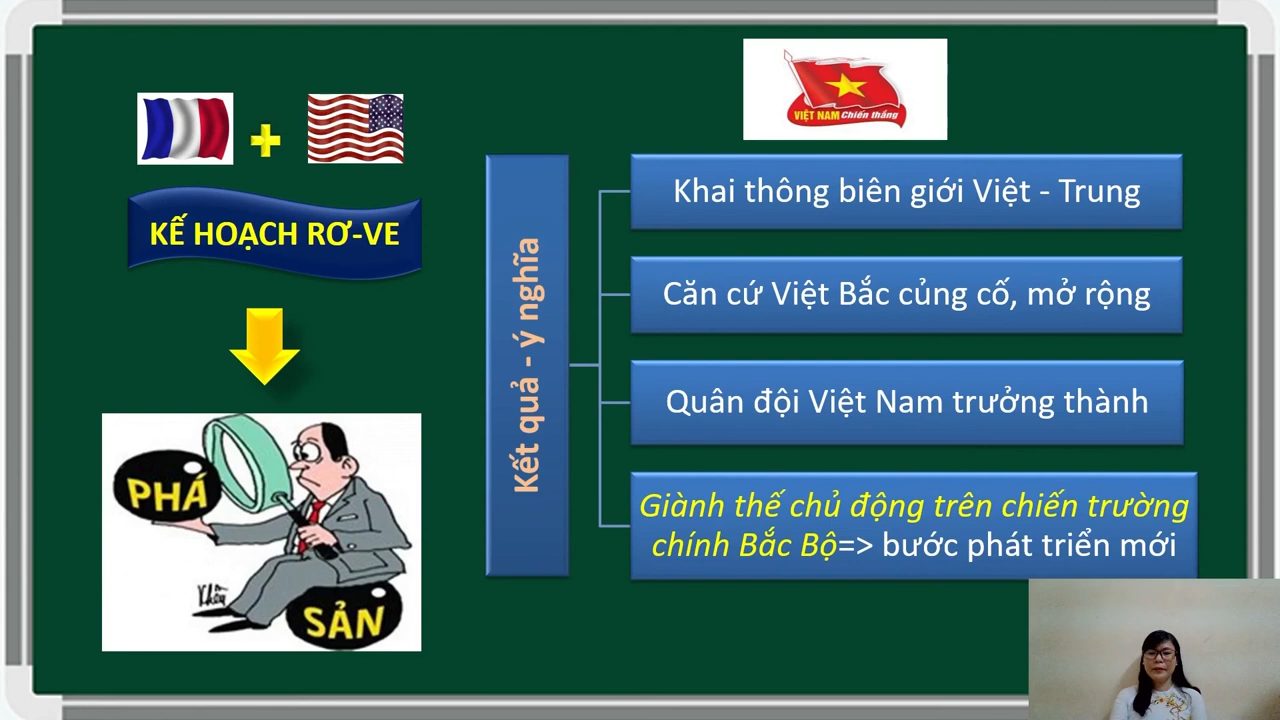 VIỆT NAM Chiến thắng
KẾ HOẠCH RƠ-VE
PHÁ
SẢN
Kết quả - ý nghĩa
Khai thông biên giới Việt - Trung
Căn cứ Việt Bắc củng cố, mở rộng
Quân đội Việt Nam trưởng thành
Giành thế chủ động trên chiến trường
chính Bắc Bộ=> bước phát triển mới